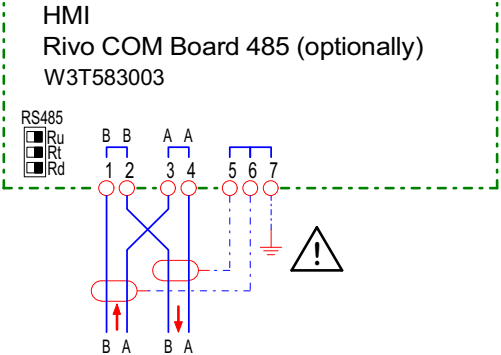 HMI
Rivo COM Board 485 (optionally)
W3T583003
RS485
Ru
Rt
Rd
B B A A
1 2 3 4 5 6 7
!
B A B A